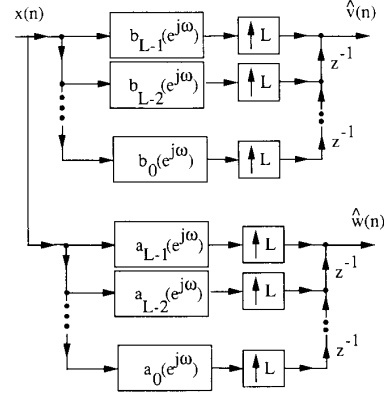 x(n) v̂(n)
b_{L-1}(e^{jω}) ↑ L
z^{-1}
b_{L-2}(e^{jω}) ↑ L
z^{-1}
b_0(e^{jω}) ↑ L
ŵ(n)
a_{L-1}(e^{jω}) ↑ L
z^{-1}
a_{L-2}(e^{jω}) ↑ L
z^{-1}
a_0(e^{jω}) ↑ L